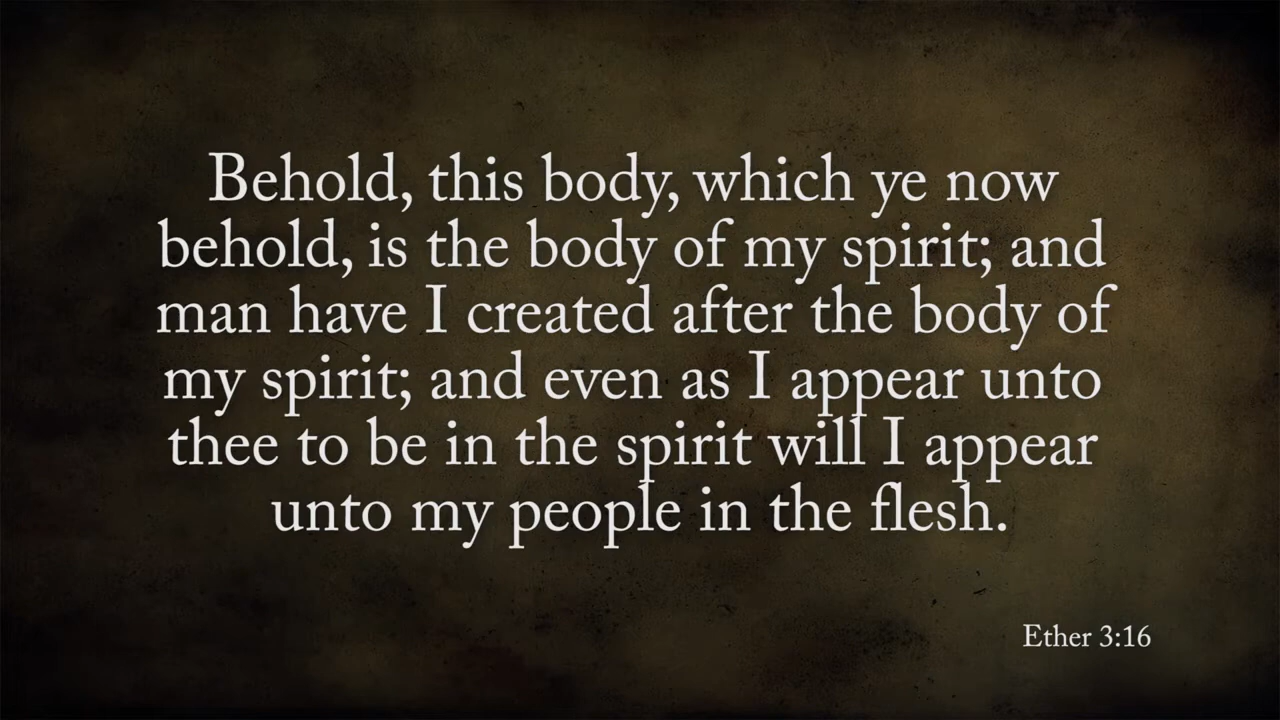 Behold, this body, which ye now
behold, is the body of my spirit; and
man have I created after the body of
my spirit; and even as I appear unto
thee to be in the spirit will I appear
unto my people in the flesh.
Ether 3:16